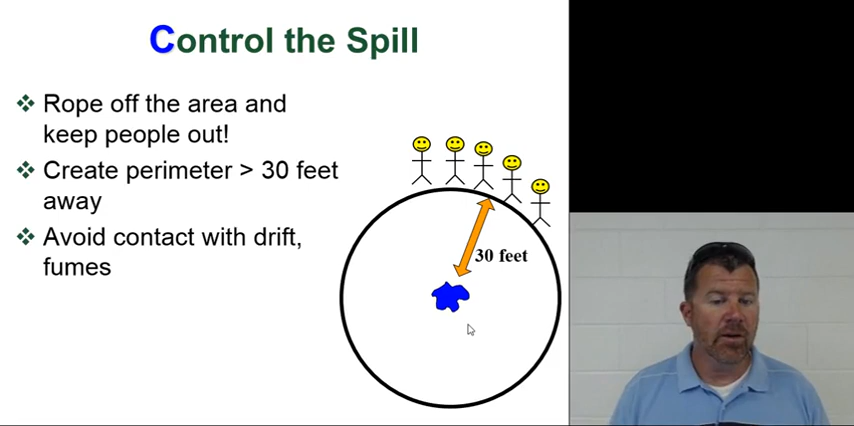 Control the Spill
Rope off the area and
keep people out!
Create perimeter > 30 feet
away
Avoid contact with drift,
fumes
30 feet